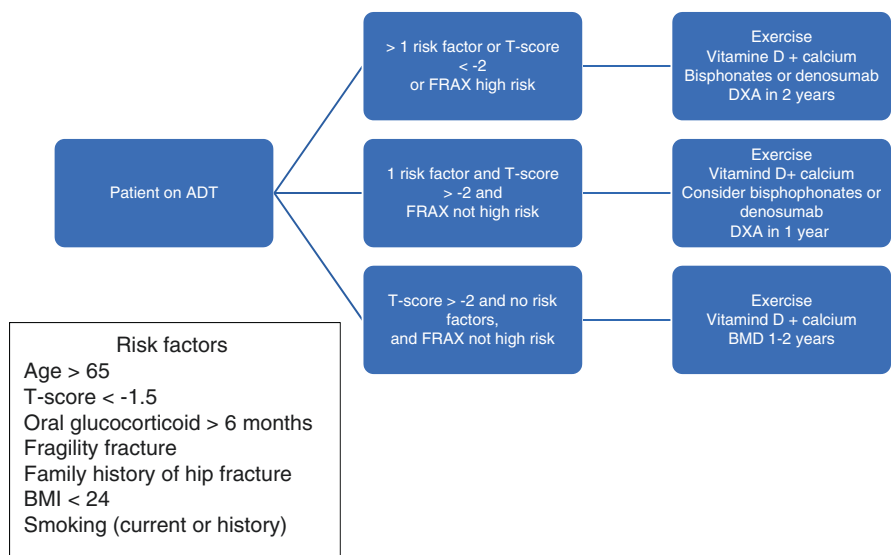 Patient on ADT
> 1 risk factor or T-score
< -2
or FRAX high risk
Exercise
Vitamine D + calcium
Bisphonates or denosumab
DXA in 2 years
1 risk factor and T-score
> -2 and
FRAX not high risk
Exercise
Vitamind D+ calcium
Consider bisphophonates or
denosumab
DXA in 1 year
T-score > -2 and no risk
factors,
and FRAX not high risk
Exercise
Vitamind D + calcium
BMD 1-2 years
Risk factors
Age > 65
T-score < -1.5
Oral glucocorticoid > 6 months
Fragility fracture
Family history of hip fracture
BMI < 24
Smoking (current or history)